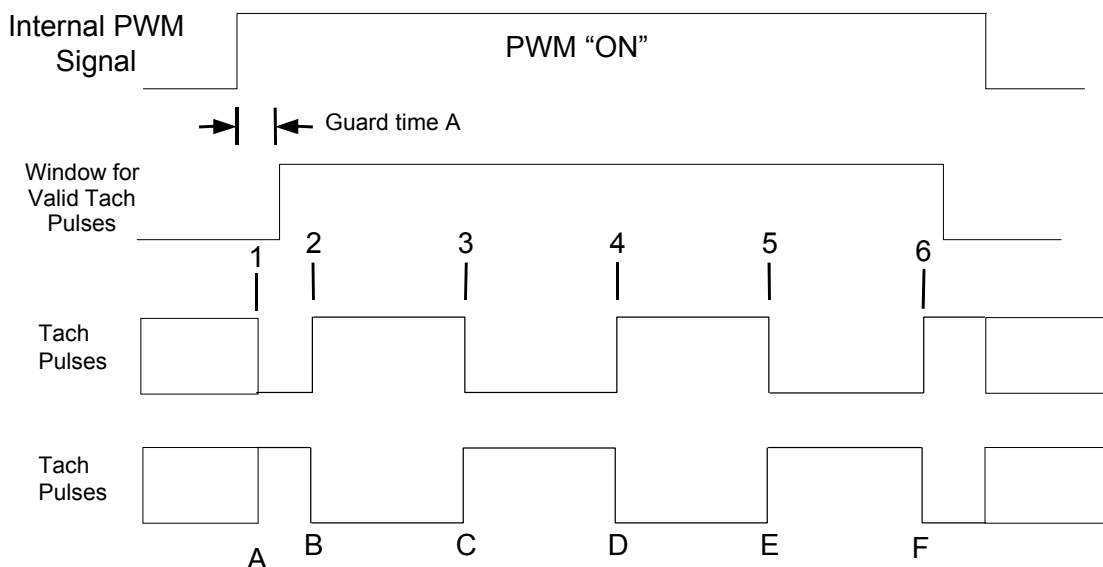 Internal PWM
Signal
PWM “ON”
Guard time A
Window for
Valid Tach
Pulses
1
2
3
4
5
6
Tach
Pulses
Tach
Pulses
A
B
C
D
E
F